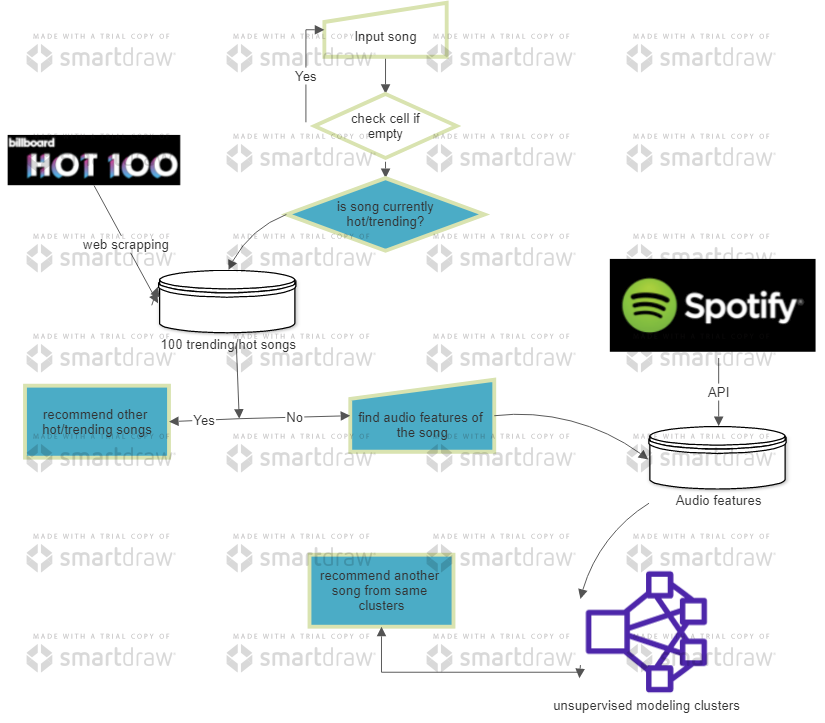 MADE WITH A TRIAL COPY OF
smartdraw
Input song
Yes
check cell if
empty
billboard
HOT 100
is song currently
hot/trending?
web scrapping
Spotify
100 trending/hot songs
API
recommend other
hot/trending songs
Yes
No
find audio features of
the song
Audio features
recommend another
song from same
clusters
unsupervised modeling clusters